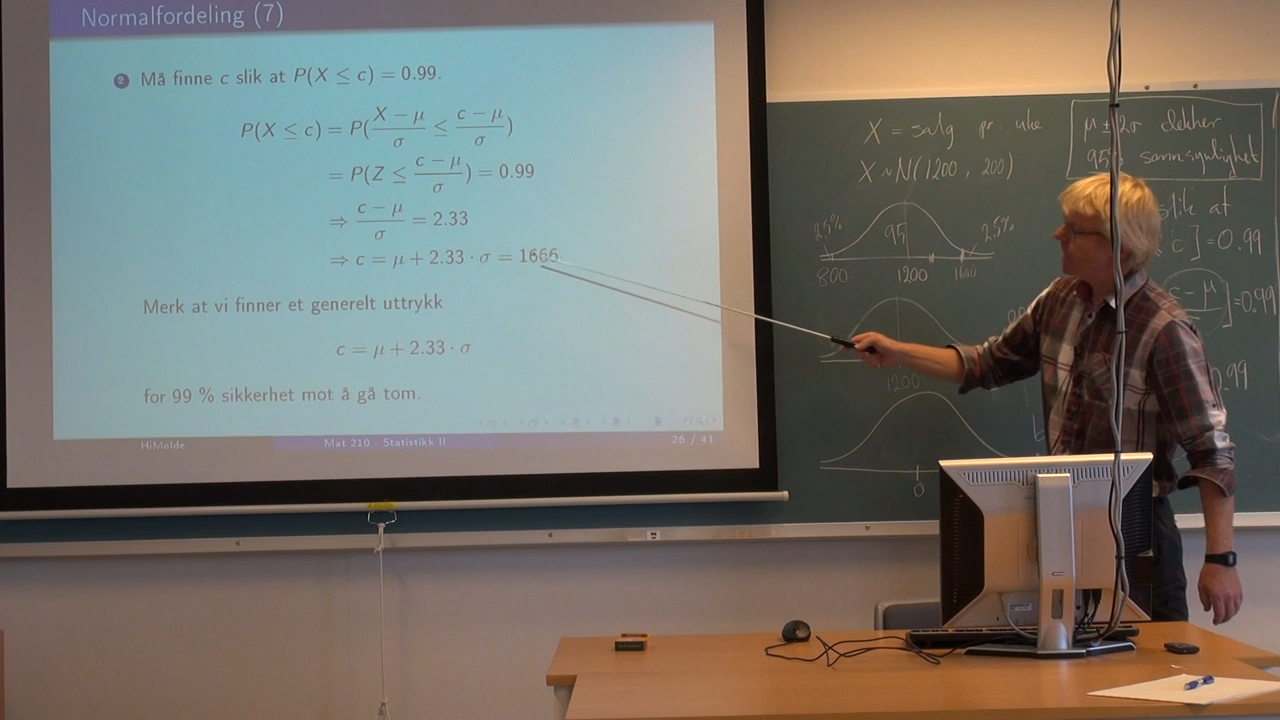 Normalfordeling (7)
2 Må finne c slik at P(X ≤ c) = 0.99.
P(X ≤ c) = P(X − μ / σ ≤ c − μ / σ)
= P(Z ≤ c − μ / σ) = 0.99
⇒ c − μ / σ = 2.33
⇒ c = μ + 2.33 · σ = 1666
Merk at vi finner et generelt uttrykk
c = μ + 2.33 · σ
for 99 % sikkerhet mot å gå tom.
HiMolde Mat 210 - Statistikk II 26 / 41
X = salg pr. uke
X ~ N(1200, 200)
μ ± 2σ dekker
95% sannsynlighet
2.5% 95 2.5%
800 1200 1600
1200
0
slik at
c] = 0.99
c − μ ] = 0.99
0.99